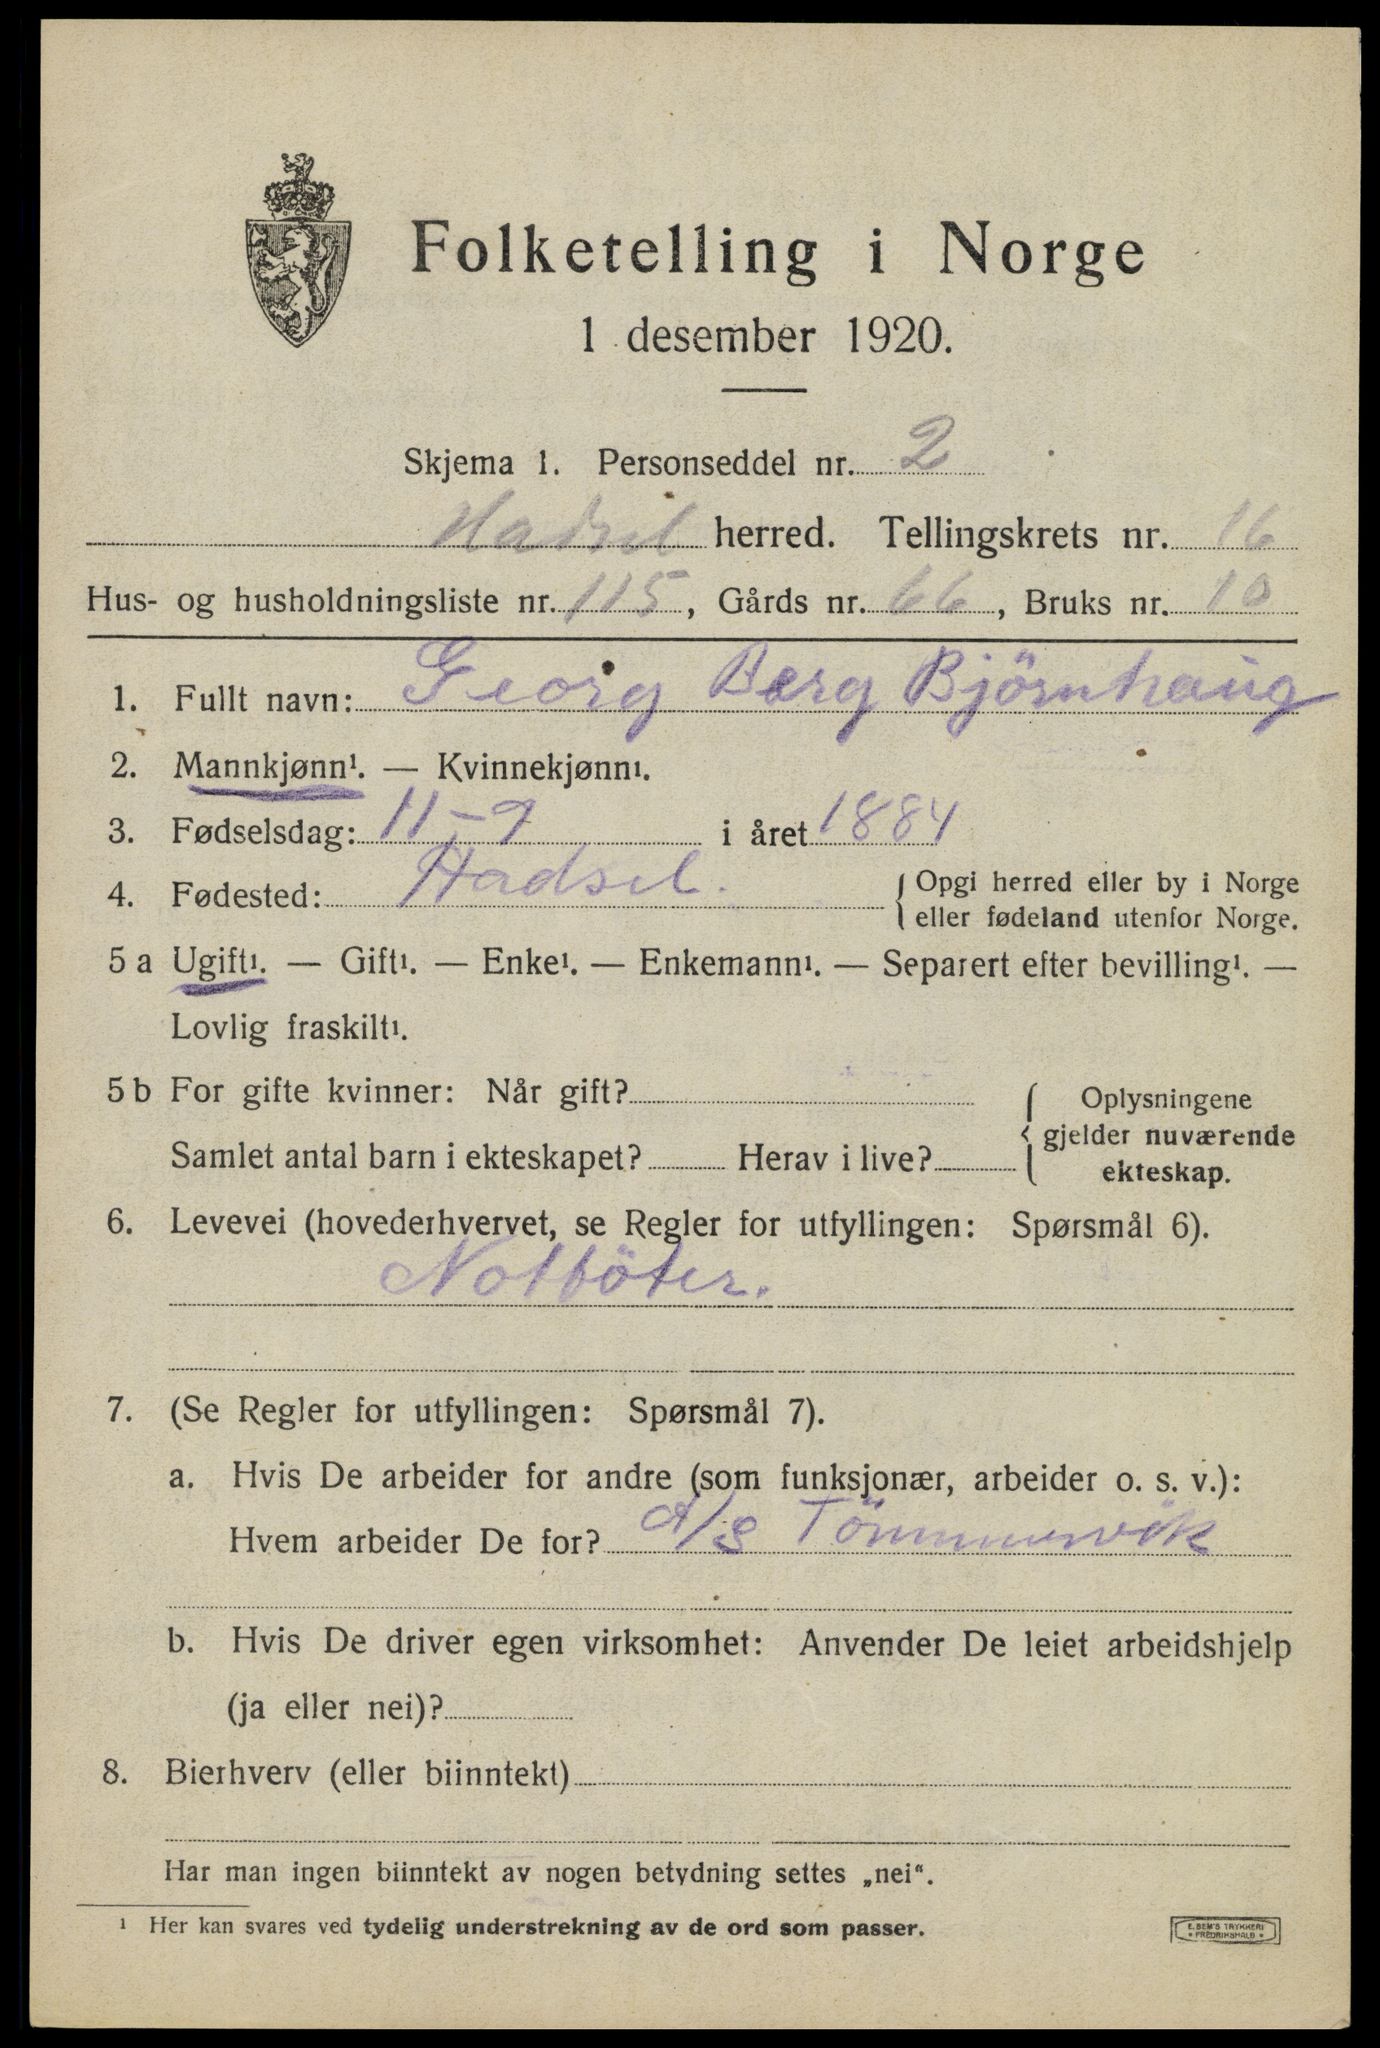 Folketelling i Norge
1 desember 1920.
Skjema 1. Personseddel nr. 2
Hadsel herred. Tellingskrets nr. 16
Hus- og husholdningsliste nr. 115, Gårds nr. 66, Bruks nr. 10
1. Fullt navn: Georg Berg Björnhaug
2. Mannkjønn¹. — Kvinnekjønn¹.
3. Fødselsdag: 11-9 i året 1884
4. Fødested: Hadsel. { Opgi herred eller by i Norge
eller fødeland utenfor Norge.
5 a Ugift¹. — Gift¹. — Enke¹. — Enkemann¹. — Separert efter bevilling¹. —
Lovlig fraskilt¹.
5 b For gifte kvinner: Når gift?
Samlet antal barn i ekteskapet? Herav i live?
{ Oplysningene
gjelder nuværende
ekteskap.
6. Levevei (hovederhvervet, se Regler for utfyllingen: Spørsmål 6).
Notböter.
7. (Se Regler for utfyllingen: Spørsmål 7).
a. Hvis De arbeider for andre (som funksjonær, arbeider o. s. v.):
Hvem arbeider De for? A/S Tömmervik
b. Hvis De driver egen virksomhet: Anvender De leiet arbeidshjelp
(ja eller nei)?
8. Bierhverv (eller biinntekt)
Har man ingen biinntekt av nogen betydning settes „nei“.
¹ Her kan svares ved tydelig understrekning av de ord som passer.
E. SEM'S TRYKKERI
• FREDRIKSHALD •